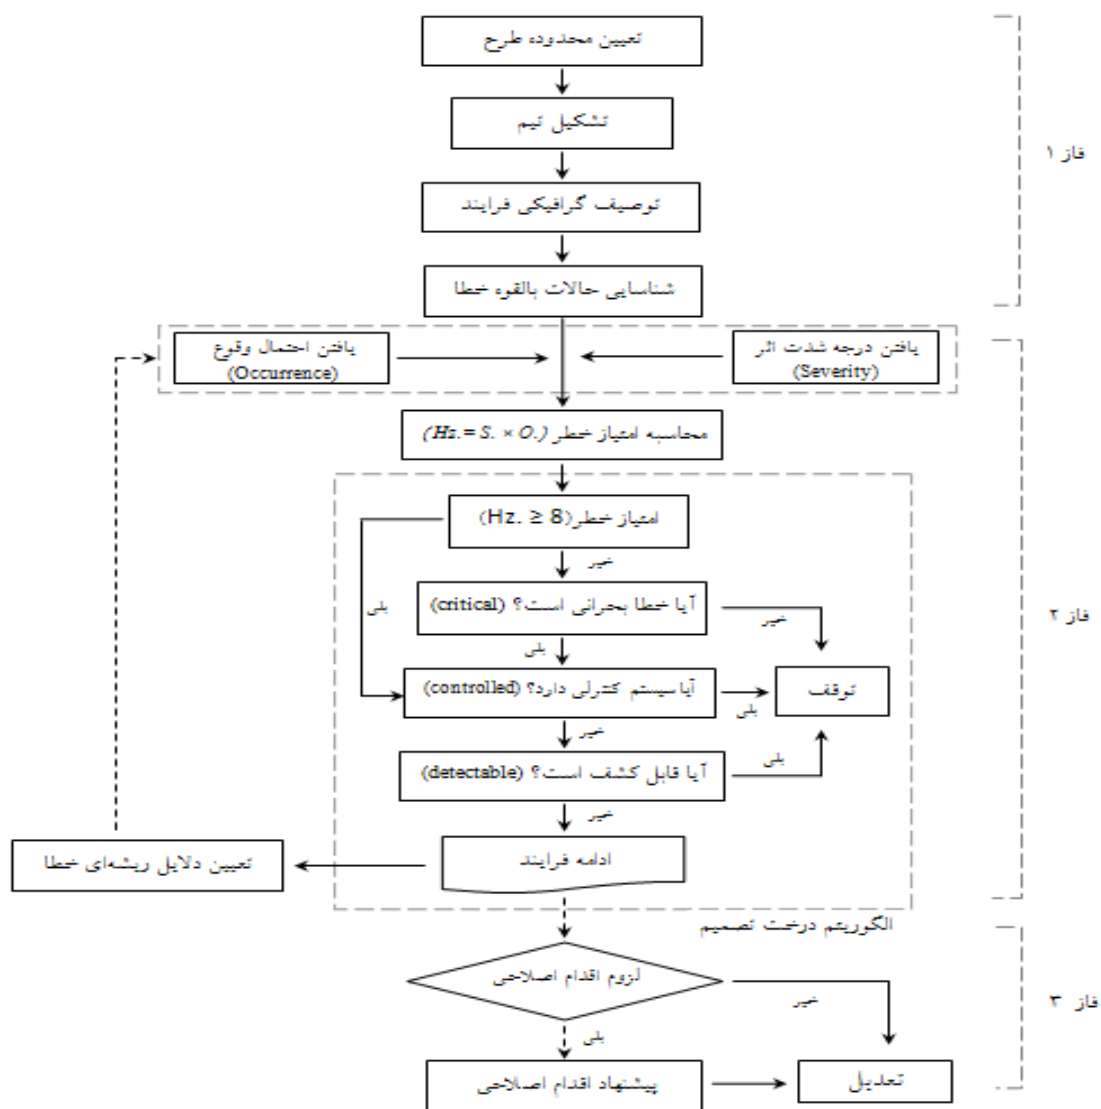 تعیین محدوده طرح
تشکیل تیم
فاز ۱
توصیف گرافیکی فرایند
شناسایی حالات بالقوه خطا
یافتن درجه شدت اثر
(Severity)
یافتن احتمال وقوع
(Occurrence)
محاسبه امتیاز خطر (Hs.= S. × O.)
امتیاز خطر(Hz. ≥ 8)
خیر
بلی
آیا خطا بحرانی است؟ (critical)
خیر
فاز ۲
بلی
آیا سیستم کنترلی دارد؟ (controlled)
بلی
توقف
خیر
آیا قابل کشف است؟ (detectable)
بلی
خیر
ادامه فرایند
تعیین دلایل ریشه‌ای خطا
الگوریتم درخت تصمیم
لزوم اقدام اصلاحی
خیر
فاز ۳
بلی
پیشنهاد اقدام اصلاحی
تعدیل